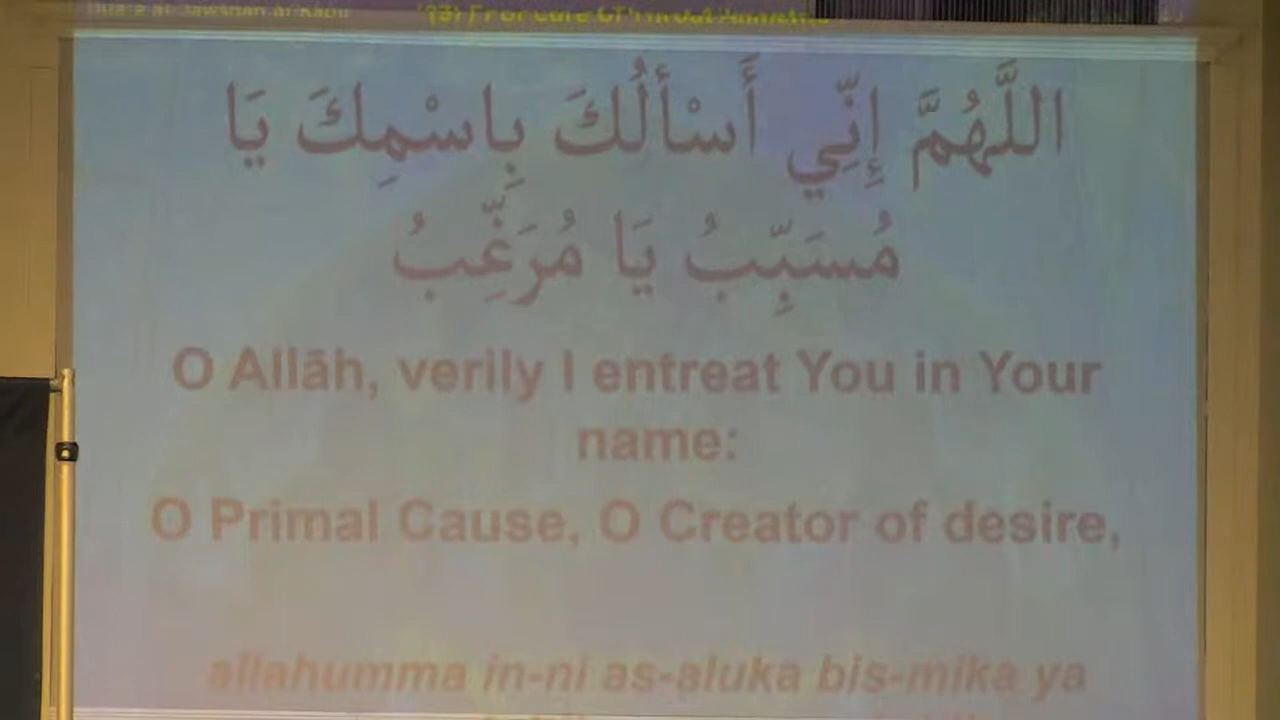 اللَّهُمَّ إِنِّي أَسْأَلُكَ بِاسْمِكَ يَا
مُسَبِّبُ يَا مُرَغِّبُ
O Allāh, verily I entreat You in Your
name:
O Primal Cause, O Creator of desire,
allahumma in-ni as-aluka bis-mika ya